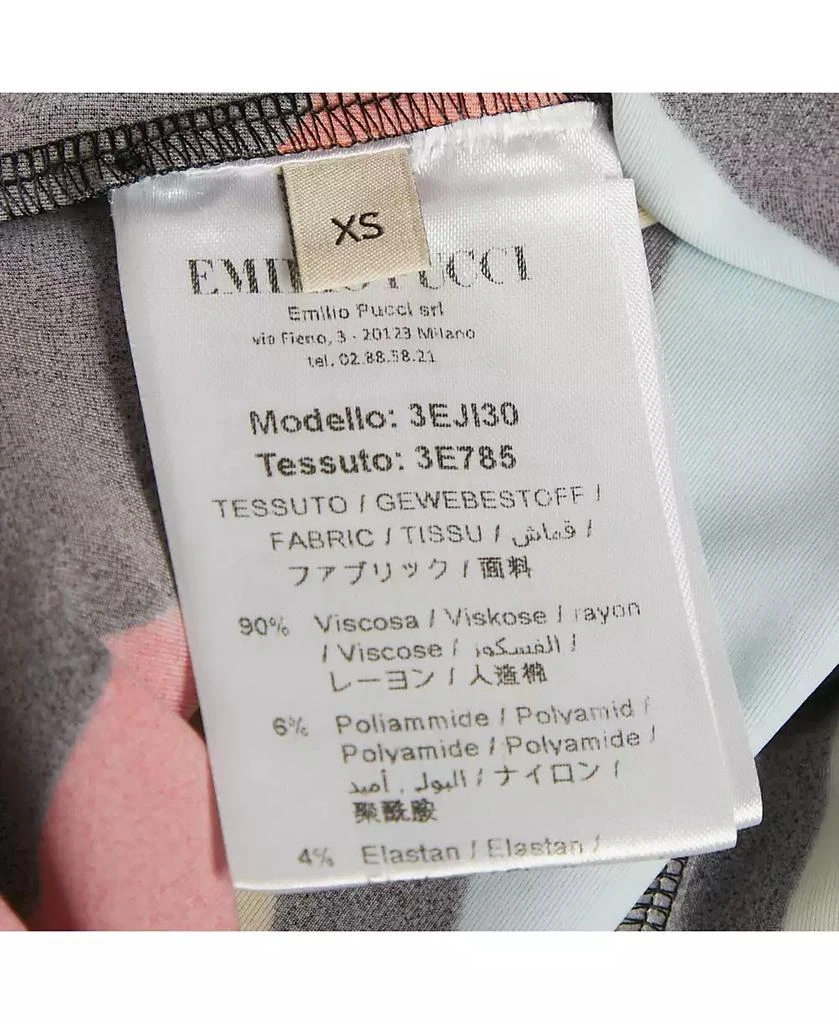 XS
EMILIO PUCCI
Emilio Pucci srl
via Fieno, 3 - 20123 Milano
tel. 02.88.58.21
Modello: 3EJI30
Tessuto: 3E785
TESSUTO / GEWEBESTOFF /
FABRIC / TISSU / قماش /
ファブリック / 面料
90% Viscosa / Viskose / rayon
/ Viscose / الفسكوز /
レーヨン / 人造棉
6% Poliammide / Polyamid /
Polyamide / Polyamide /
البولي أميد / ナイロン /
聚酰胺
4% Elastan / Elastan /